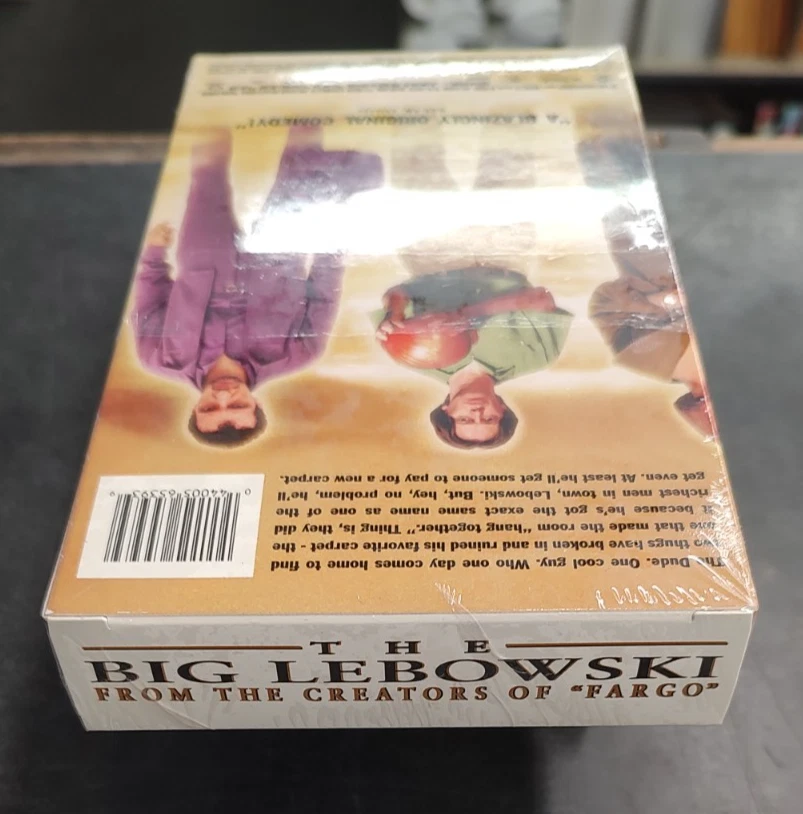 THE
BIG LEBOWSKI
FROM THE CREATORS OF "FARGO"
The Dude. One cool guy. Who one day comes home to find
two thugs have broken in and ruined his favorite carpet - the
one that made the room "hang together." Thing is, they did
it because he's got the exact same name as one of the
richest men in town, Lebowski. But, hey, no problem, he'll
get even. At least he'll get someone to pay for a new carpet.
"A BLAZINGLY ORIGINAL COMEDY!"